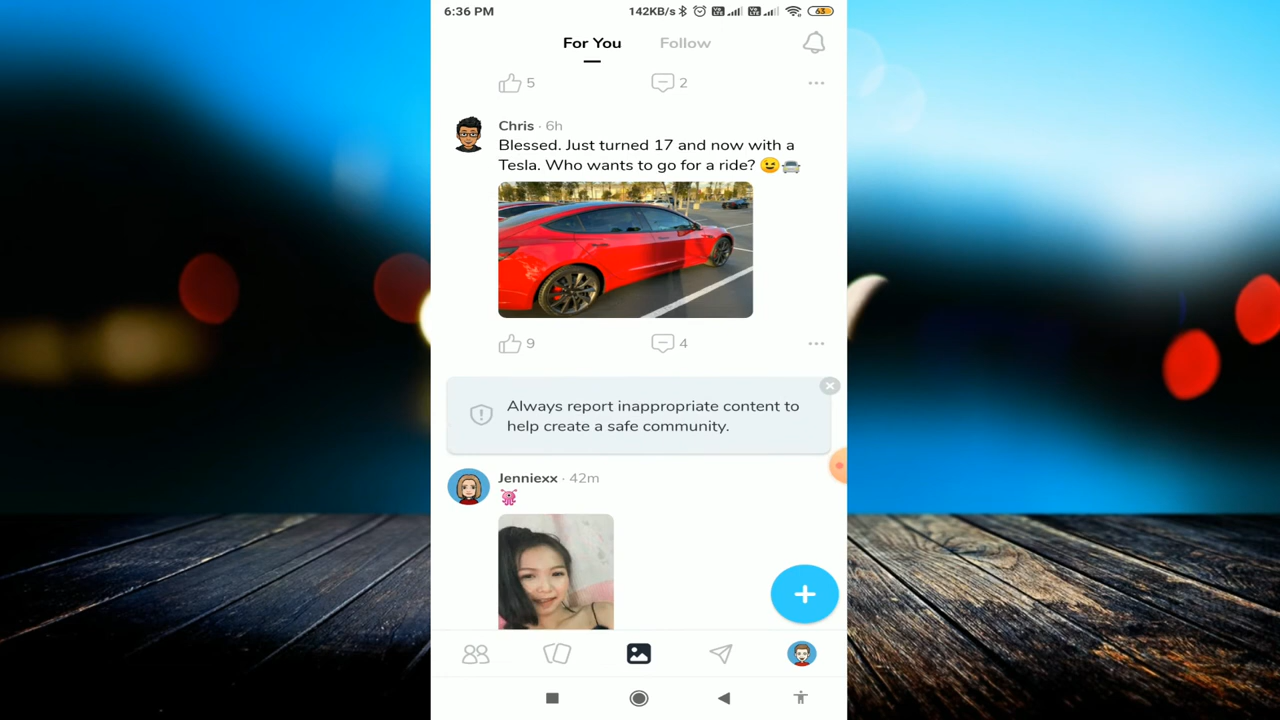 6:36 PM 142KB/s 63
For You Follow
5 2
Chris · 6h
Blessed. Just turned 17 and now with a
Tesla. Who wants to go for a ride? 😉🚘
9 4
Always report inappropriate content to
help create a safe community.
Jenniexx · 42m
👾